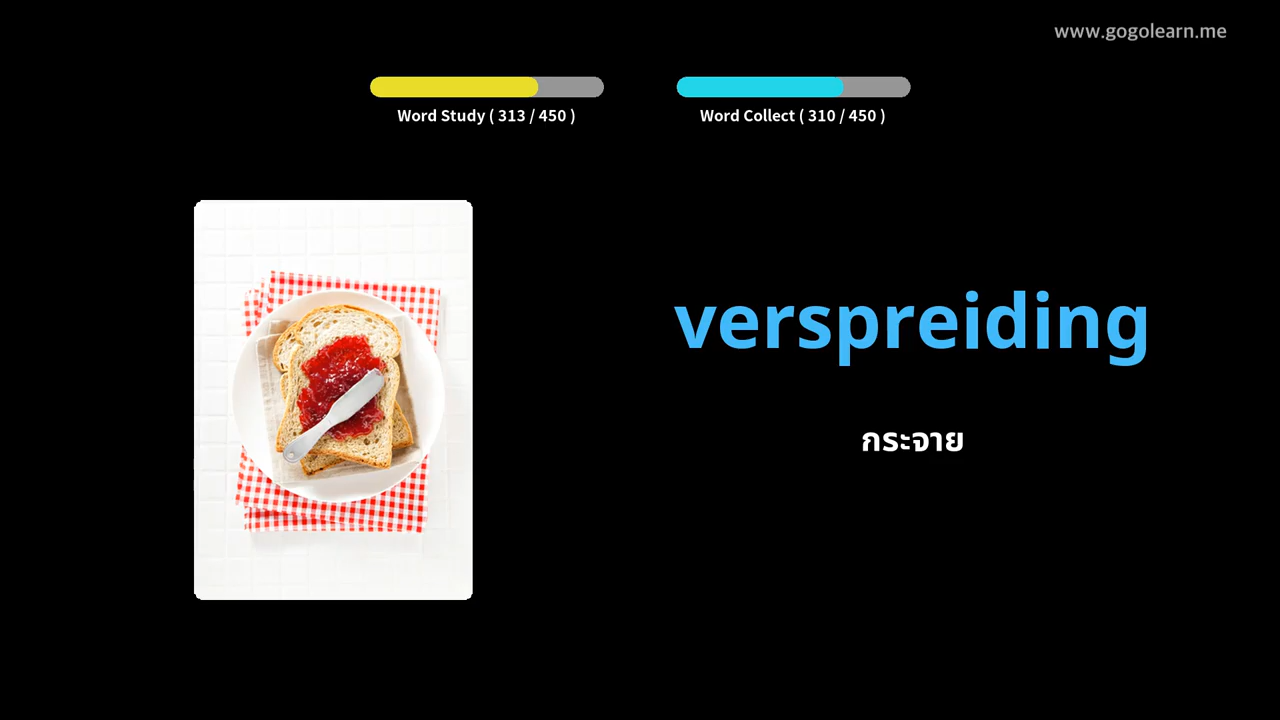 www.gogolearn.me
Word Study ( 313 / 450 )
Word Collect ( 310 / 450 )
verspreiding
กระจาย